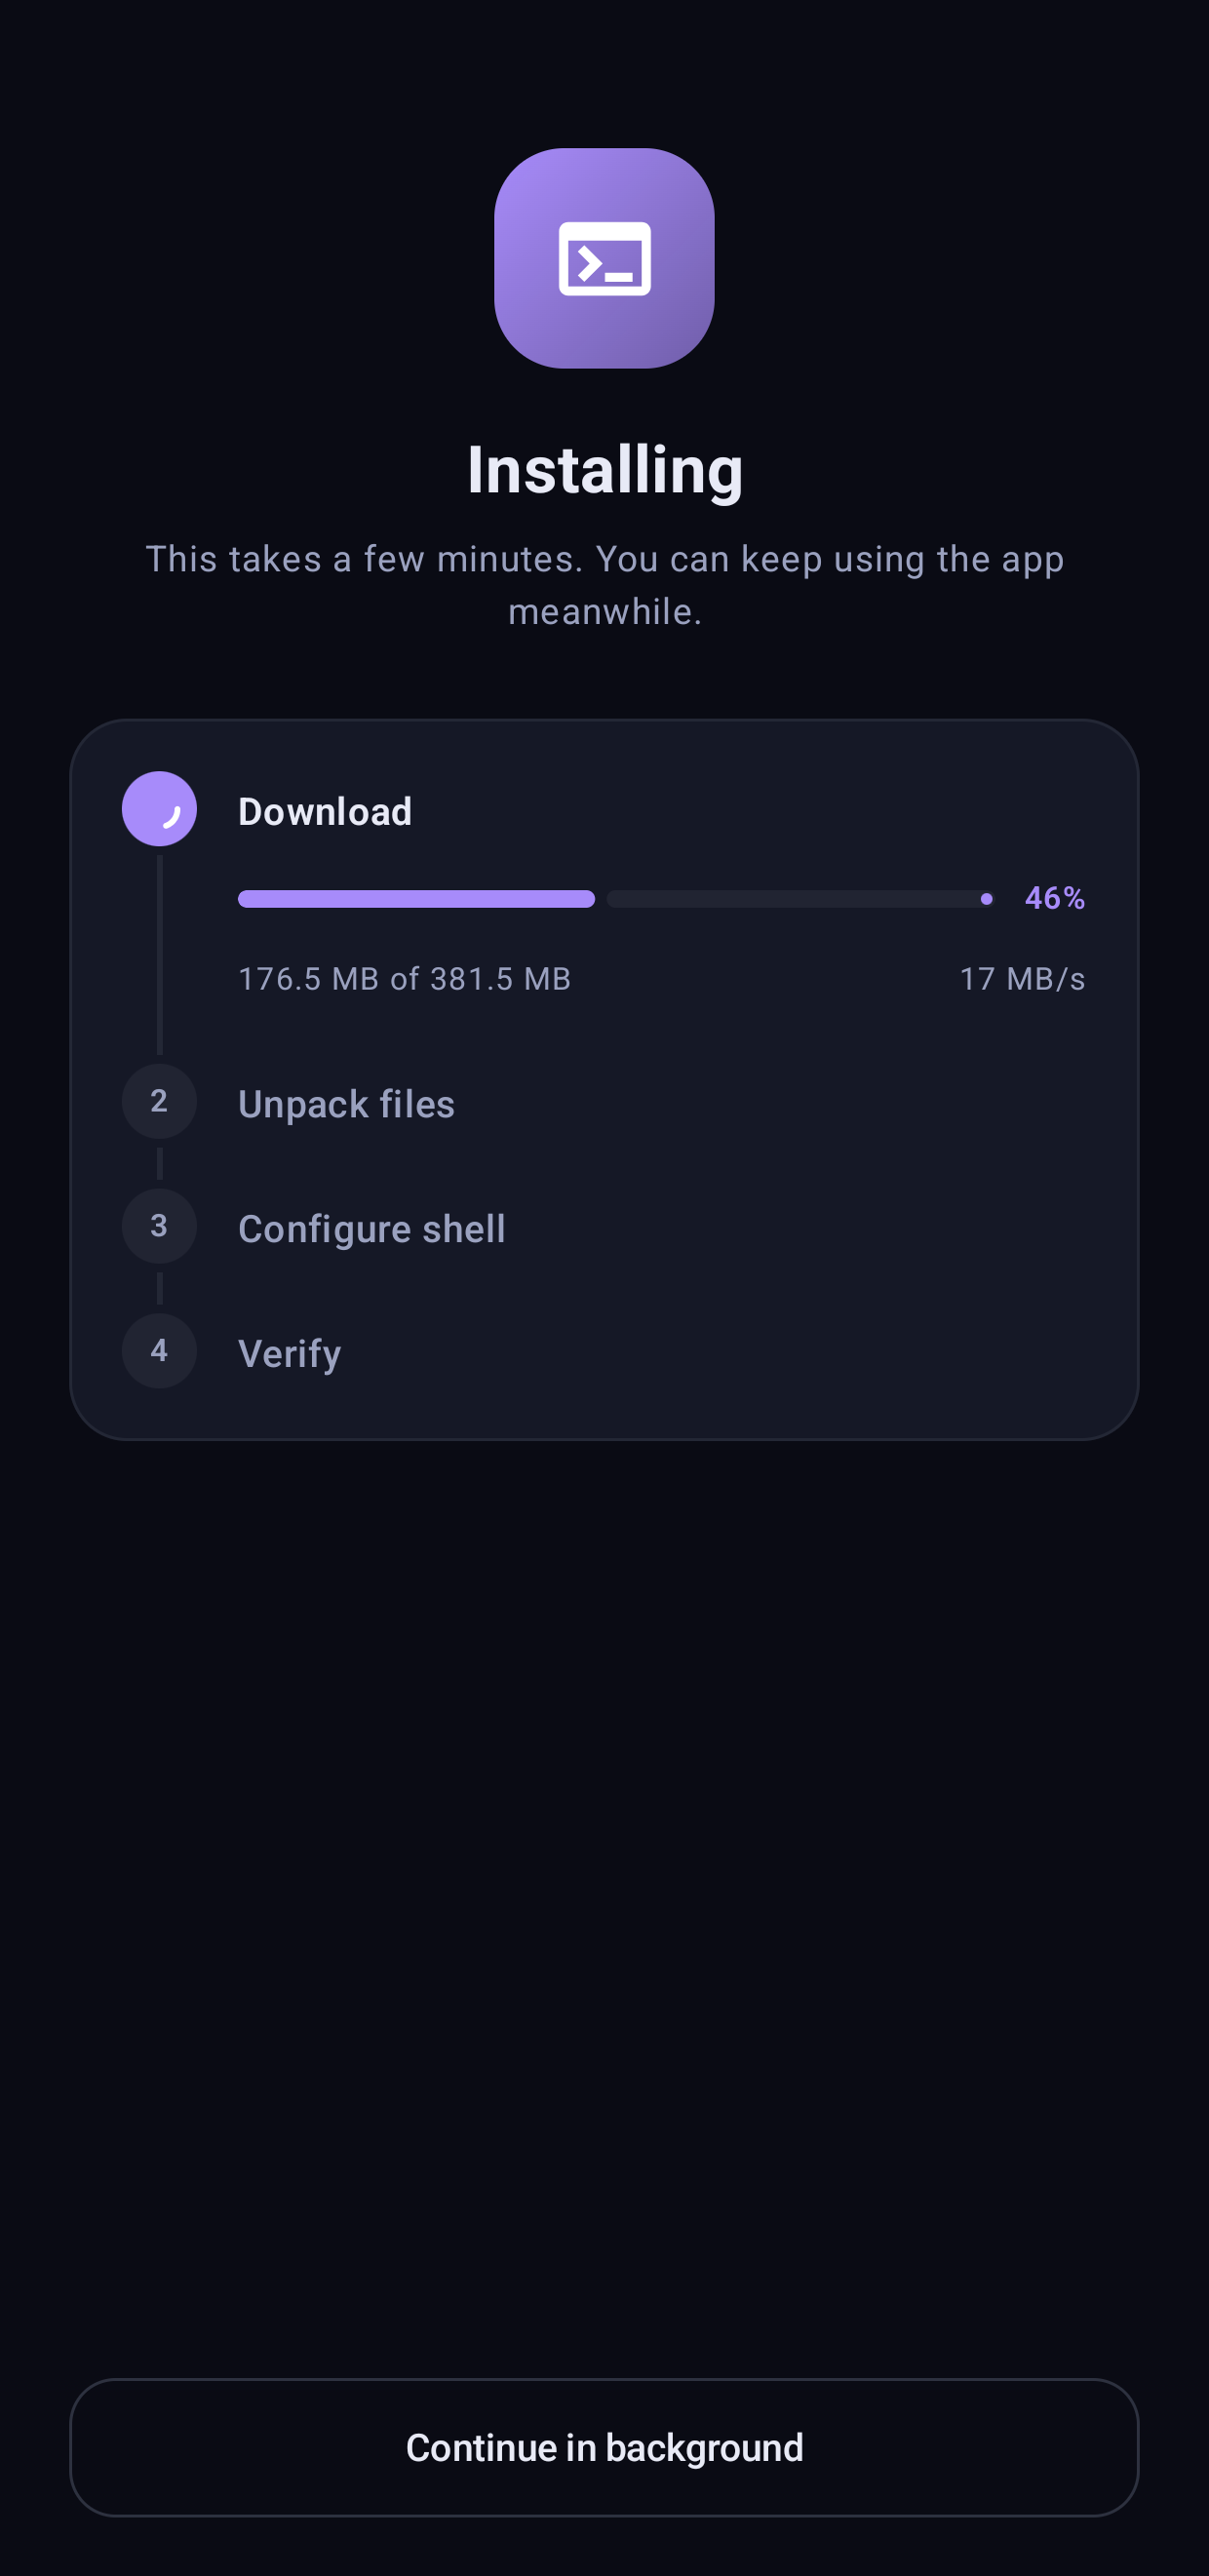 Installing
This takes a few minutes. You can keep using the app
meanwhile.
Download
46%
176.5 MB of 381.5 MB 17 MB/s
2 Unpack files
3 Configure shell
4 Verify
Continue in background